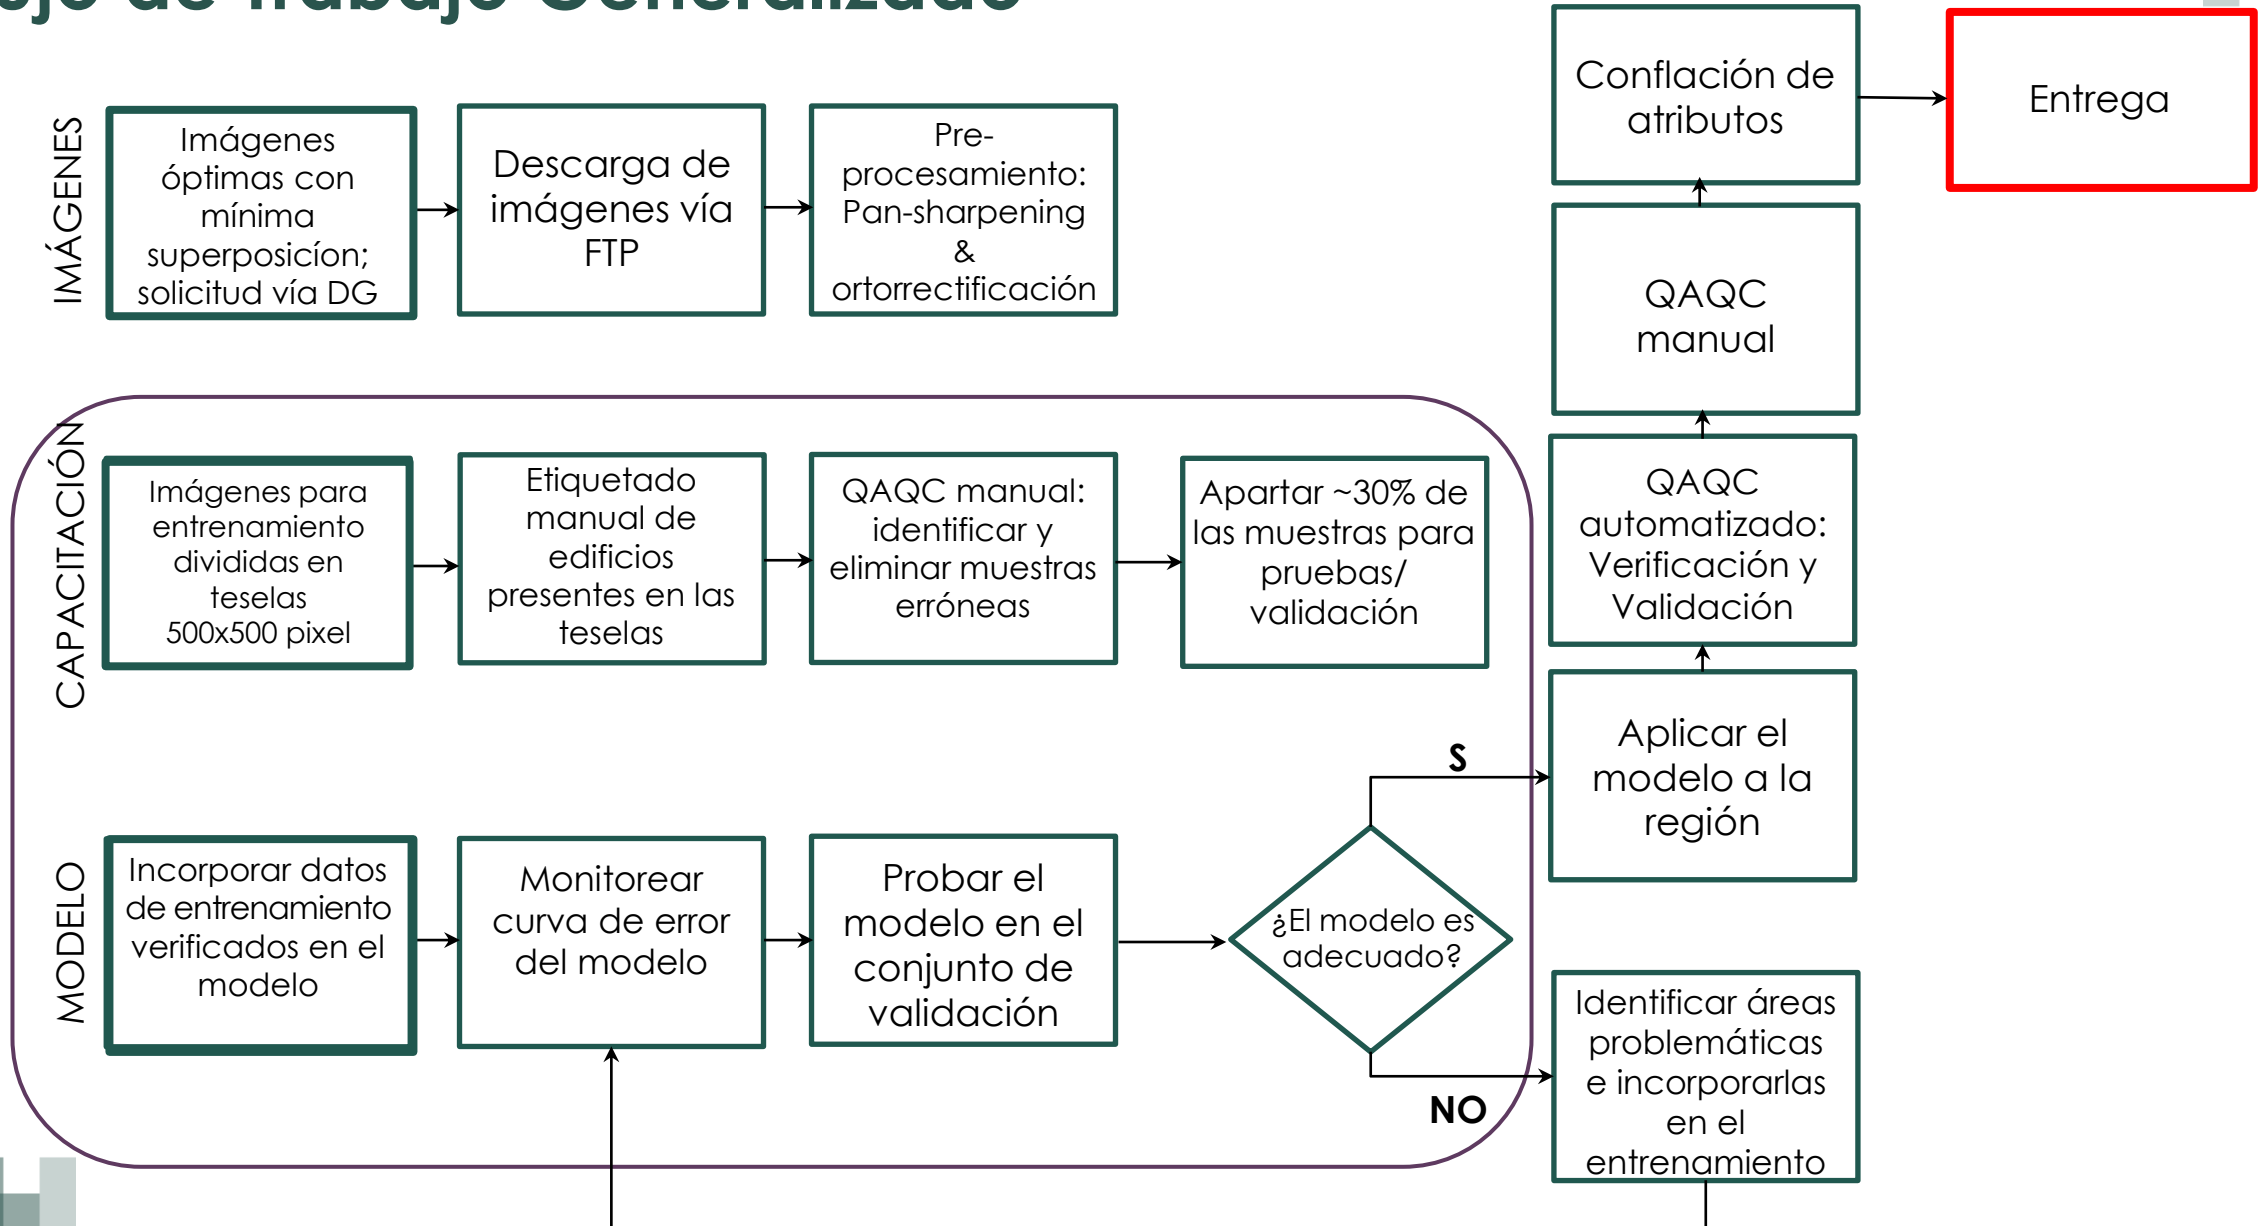 de Trabajo Generalizado
IMÁGENES
Imágenes
óptimas con
mínima
superposicíon;
solicitud vía DG
Descarga de
imágenes vía
FTP
Pre-
procesamiento:
Pan-sharpening
&
ortorrectificación
Conflación de
atributos
Entrega
QAQC
manual
CAPACITACIÓN
Imágenes para
entrenamiento
divididas en
teselas
500x500 pixel
Etiquetado
manual de
edificios
presentes en las
teselas
QAQC manual:
identificar y
eliminar muestras
erróneas
Apartar ~30% de
las muestras para
pruebas/
validación
QAQC
automatizado:
Verificación y
Validación
MODELO
Incorporar datos
de entrenamiento
verificados en el
modelo
Monitorear
curva de error
del modelo
Probar el
modelo en el
conjunto de
validación
¿El modelo es
adecuado?
S
Aplicar el
modelo a la
región
NO
Identificar áreas
problemáticas
e incorporarlas
en el
entrenamiento